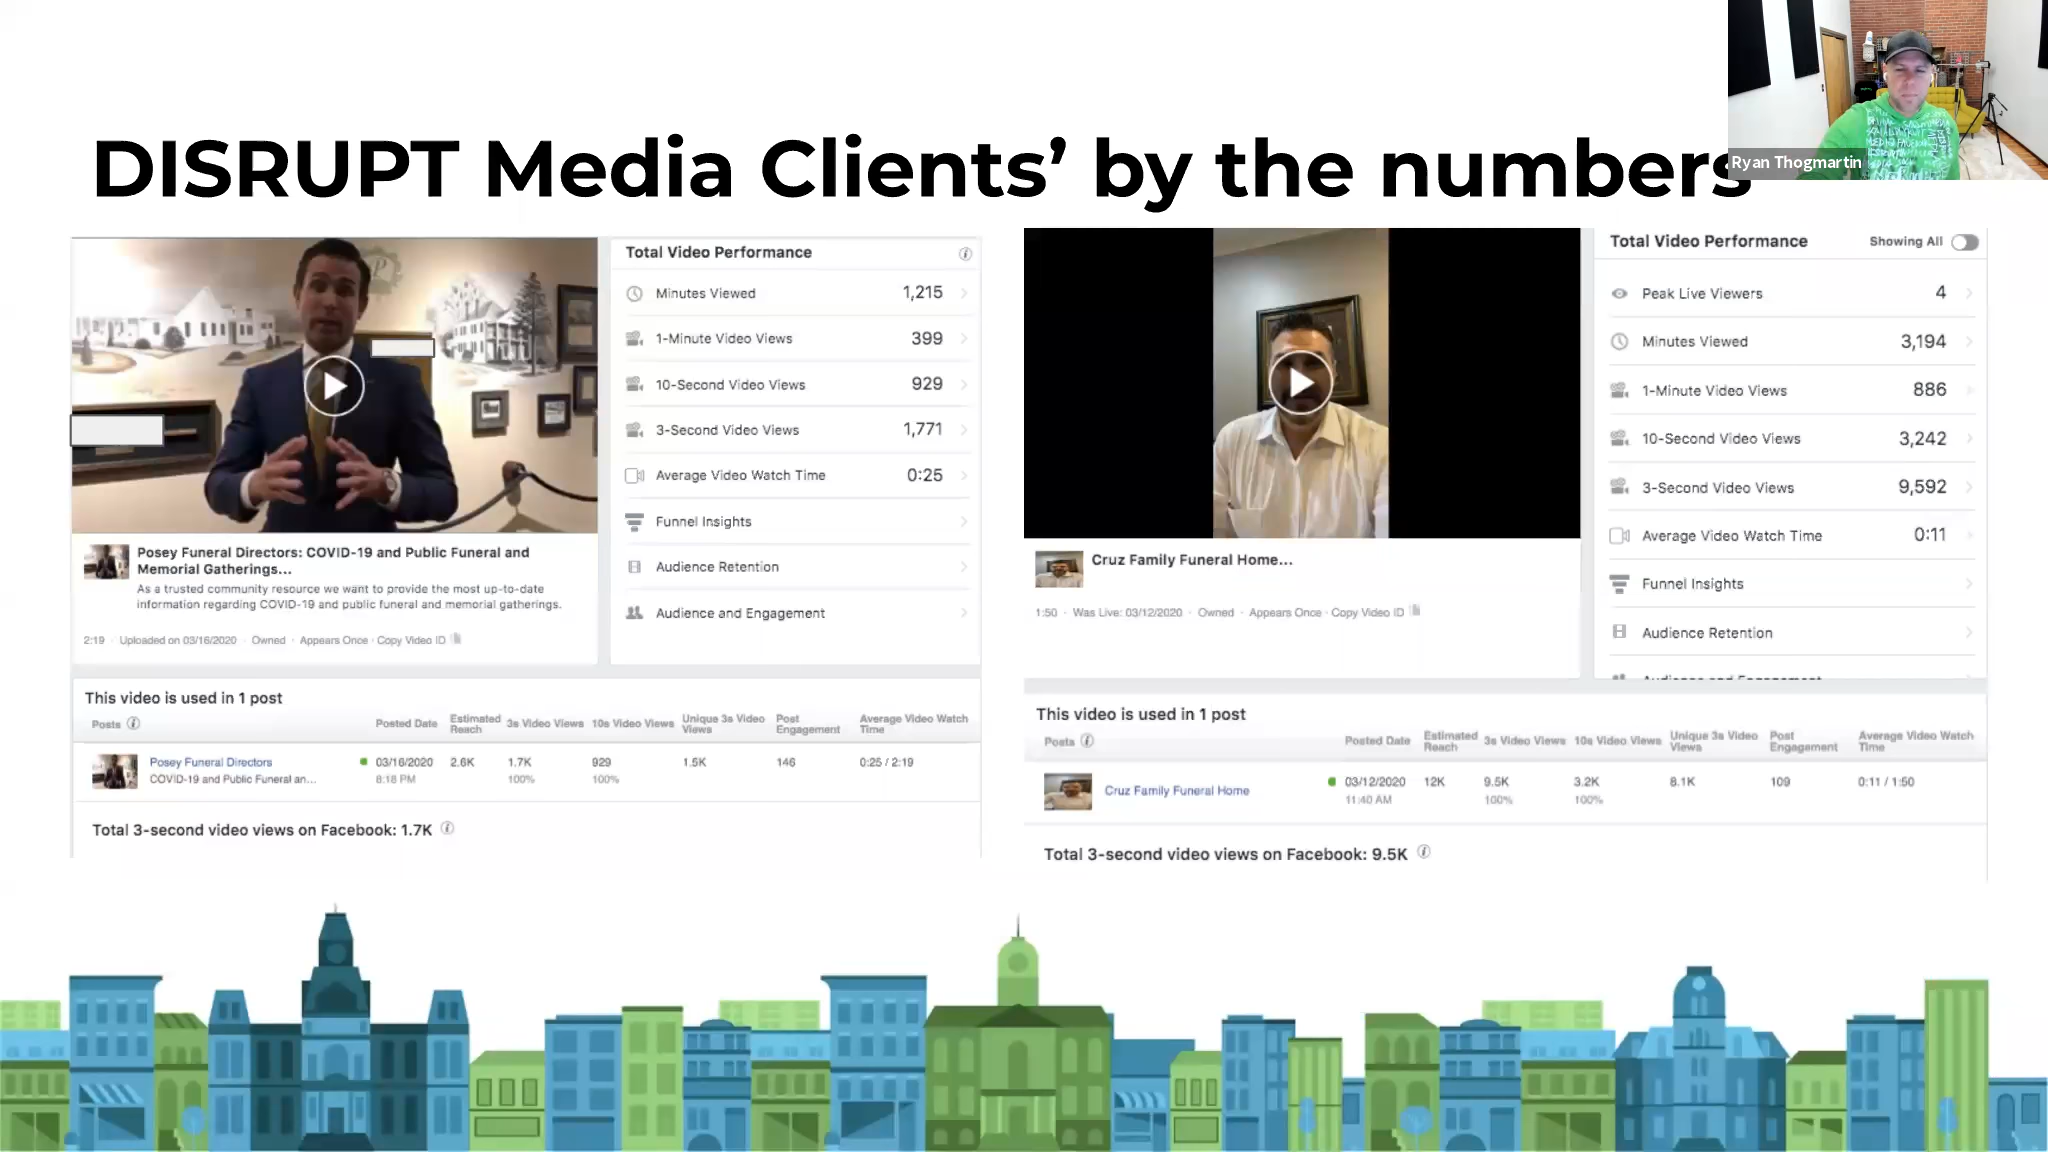 DISRUPT Media Clients’ by the numbers
Ryan Thogmartin
Total Video Performance
Minutes Viewed 1,215
1-Minute Video Views 399
10-Second Video Views 929
3-Second Video Views 1,771
Average Video Watch Time 0:25
Funnel Insights
Audience Retention
Audience and Engagement
Posey Funeral Directors: COVID-19 and Public Funeral and
Memorial Gatherings...
As a trusted community resource we want to provide the most up-to-date
information regarding COVID-19 and public funeral and memorial gatherings.
2:19 · Uploaded on 03/16/2020 · Owned · Appears Once · Copy Video ID
This video is used in 1 post
Posts Posted Date Estimated Reach 3s Video Views 10s Video Views Unique 3s Video Views Post Engagement Average Video Watch Time
Posey Funeral Directors 03/16/2020 2.6K 1.7K 929 1.5K 146 0:25 / 2:19
COVID-19 and Public Funeral an... 8:18 PM 100% 100%
Total 3-second video views on Facebook: 1.7K
Total Video Performance Showing All
Peak Live Viewers 4
Minutes Viewed 3,194
1-Minute Video Views 886
10-Second Video Views 3,242
3-Second Video Views 9,592
Average Video Watch Time 0:11
Funnel Insights
Audience Retention
Audience and Engagement
Cruz Family Funeral Home...
1:50 · Was Live: 03/12/2020 · Owned · Appears Once · Copy Video ID
This video is used in 1 post
Posts Posted Date Estimated Reach 3s Video Views 10s Video Views Unique 3s Video Views Post Engagement Average Video Watch Time
Cruz Family Funeral Home 03/12/2020 12K 9.5K 3.2K 8.1K 109 0:11 / 1:50
11:40 AM 100% 100%
Total 3-second video views on Facebook: 9.5K